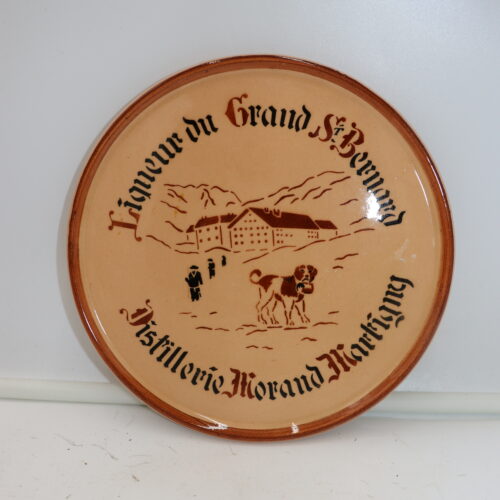 Liqueur du Grand St Bernard
Distillerie Morand Martigny